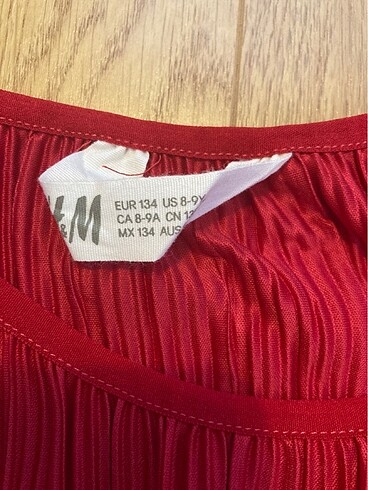 H&M
EUR 134 US 8-9Y
CA 8-9A CN
MX 134 AUS